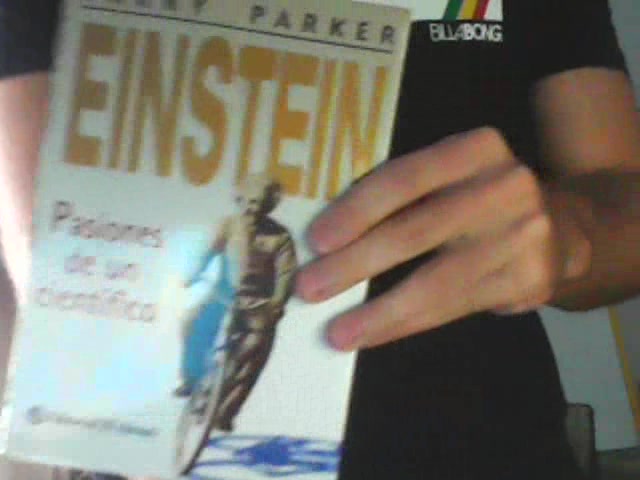 PARKER
EINSTEIN
Pasiones
de un
científico
BILLABONG